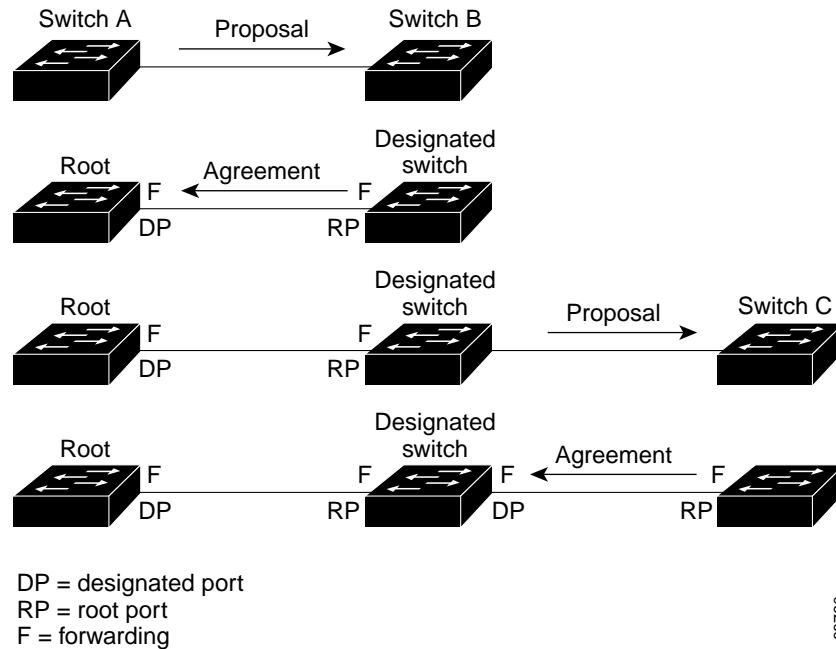 Switch A
Proposal
Switch B
Root
F
Agreement
F
Designated
switch
DP
RP
Root
F
F
Designated
switch
Proposal
Switch C
DP
RP
Root
F
F
Designated
switch
F
Agreement
F
DP
RP
DP
RP
DP = designated port
RP = root port
F = forwarding